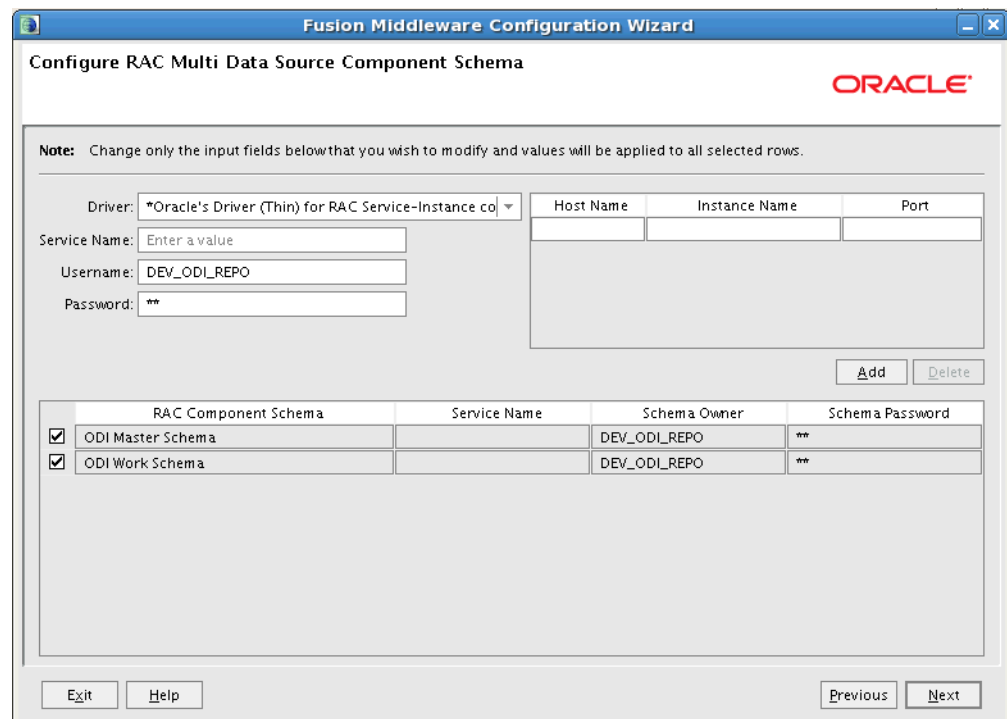 Fusion Middleware Configuration Wizard
Configure RAC Multi Data Source Component Schema
ORACLE
Note: Change only the input fields below that you wish to modify and values will be applied to all selected rows.
Driver: *Oracle's Driver (Thin) for RAC Service-Instance co
Service Name: Enter a value
Username: DEV_ODI_REPO
Password: **
Host Name Instance Name Port
Add Delete
RAC Component Schema Service Name Schema Owner Schema Password
ODI Master Schema DEV_ODI_REPO **
ODI Work Schema DEV_ODI_REPO **
Exit Help Previous Next